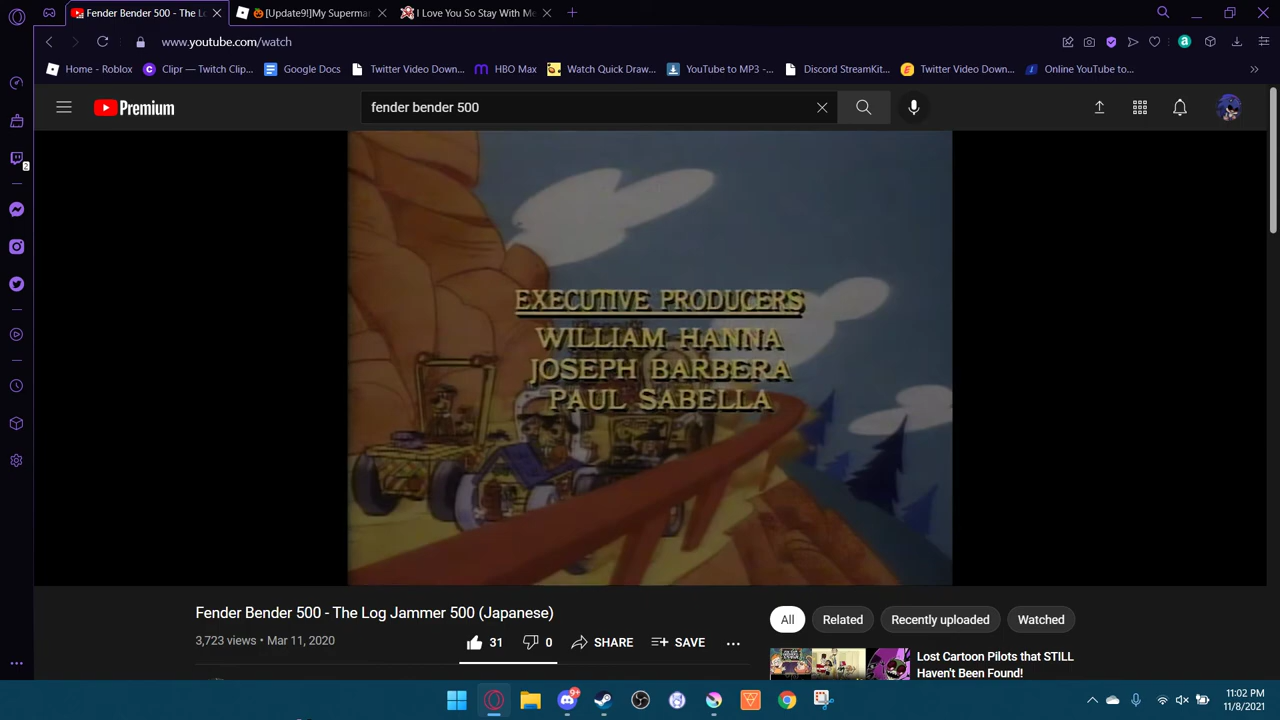 Fender Bender 500 - The Lo
[Update9!]My Supermar
I Love You So Stay With Me
www.youtube.com/watch
Home - Roblox
Clipr — Twitch Clip...
Google Docs
Twitter Video Down...
HBO Max
Watch Quick Draw...
YouTube to MP3 -...
Discord StreamKit...
Twitter Video Down...
Online YouTube to...
2
Premium
fender bender 500
EXECUTIVE PRODUCERS
WILLIAM HANNA
JOSEPH BARBERA
PAUL SABELLA
Fender Bender 500 - The Log Jammer 500 (Japanese)
3,723 views • Mar 11, 2020
31
0
SHARE
SAVE
All
Related
Recently uploaded
Watched
Lost Cartoon Pilots that STILL
Haven't Been Found!
9+
11:02 PM
11/8/2021